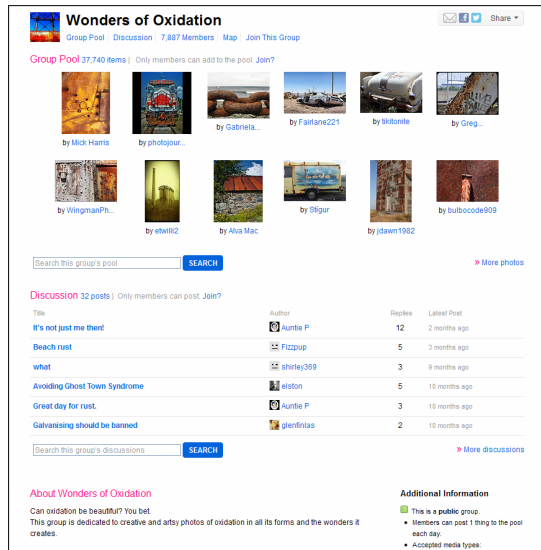 Wonders of Oxidation
Share
Group Pool | Discussion | 7,887 Members | Map | Join This Group
Group Pool 37,740 items | Only members can add to the pool. Join?
by Mick Harris
by photojour...
by Gabriela...
by Fairlane221
by tikitonite
by Greg...
by WingmanPh...
by etwilli2
by Alva Mac
by Stígur
by jdawn1982
by bulbocode909
Search this group's pool SEARCH » More photos
Discussion 32 posts | Only members can post. Join?
Title Author Replies Latest Post
It's not just me then! Auntie P 12 2 months ago
Beach rust Fizzpup 5 3 months ago
what shirley369 3 9 months ago
Avoiding Ghost Town Syndrome elston 5 10 months ago
Great day for rust. Auntie P 3 10 months ago
Galvanising should be banned glenfinlas 2 10 months ago
Search this group's discussions SEARCH » More discussions
About Wonders of Oxidation
Can oxidation be beautiful? You bet.
This group is dedicated to creative and artsy photos of oxidation in all its forms and the wonders it
creates.
Additional Information
This is a public group.
• Members can post 1 thing to the pool
each day.
• Accepted media types: